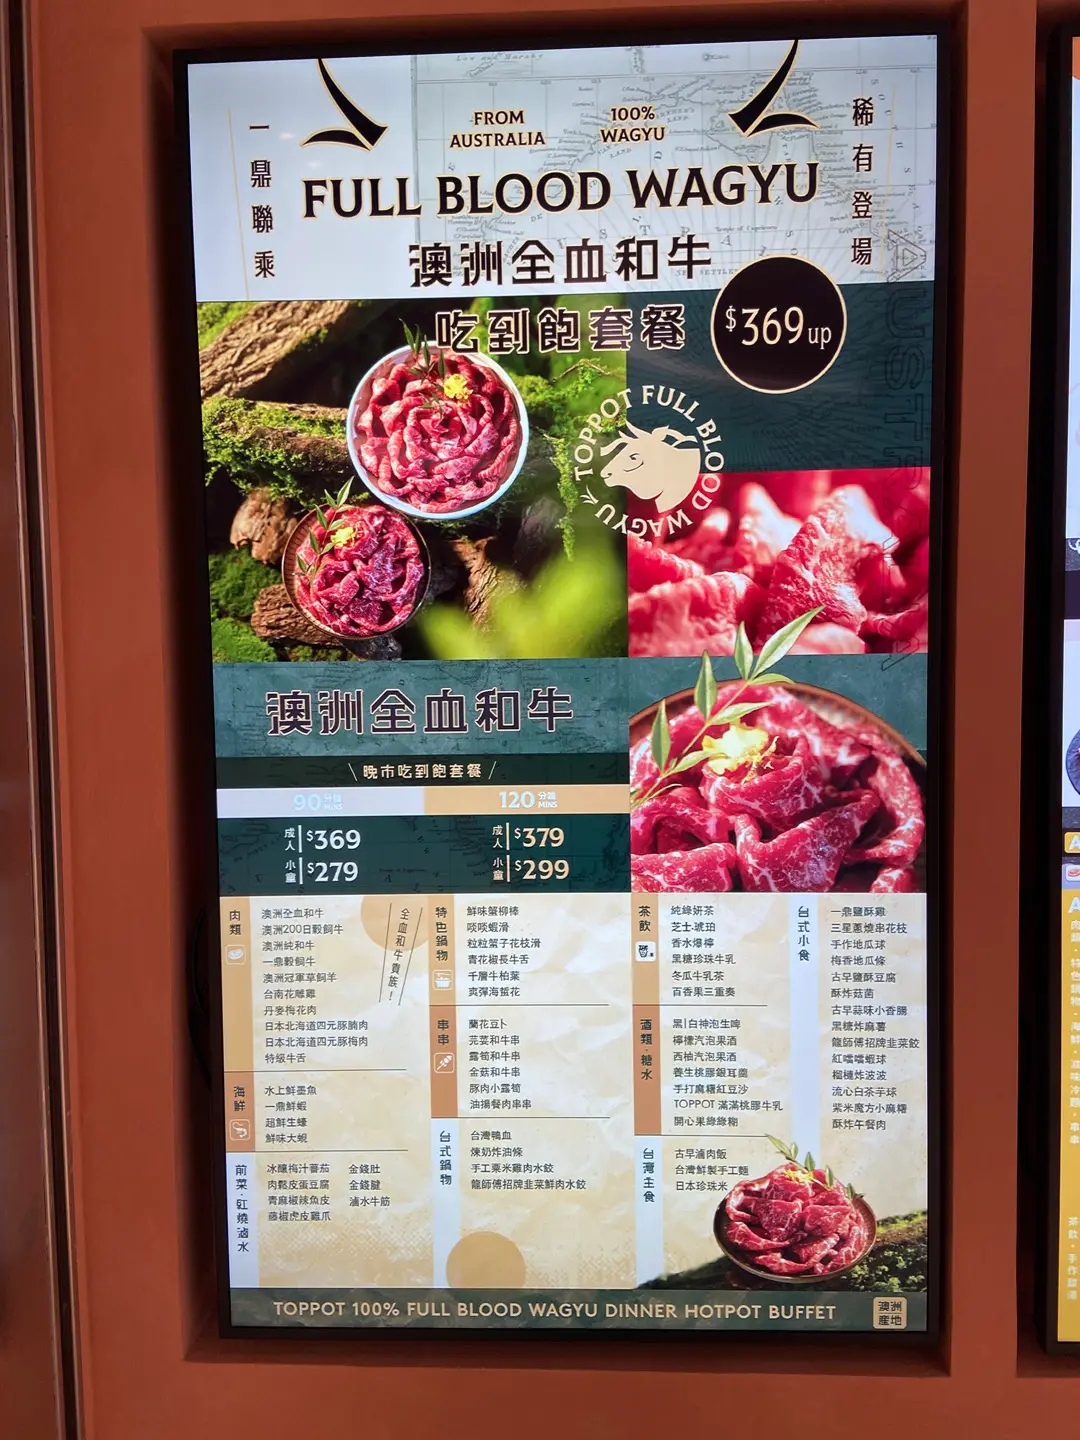 一鼎聯乘
FROM AUSTRALIA
100% WAGYU
稀有登場
FULL BLOOD WAGYU
澳洲全血和牛
吃到飽套餐
$369up
TOPPOT FULL BLOOD WAGYU
AUSTRALIA
澳洲全血和牛
\ 晚市吃到飽套餐 /
90 分鐘 MINS
120 分鐘 MINS
成人 $369
小童 $279
成人 $379
小童 $299
肉類
澳洲全血和牛
澳洲200日穀飼牛
澳洲純和牛
一鼎穀飼牛
澳洲冠軍草飼羊
台南花雕雞
丹麥梅花肉
日本北海道四元豚腩肉
日本北海道四元豚梅肉
特級牛舌
全血和牛貴族！
海鮮
水上鮮墨魚
一鼎鮮蝦
超鮮生蠔
鮮味大蜆
前菜·紅燒滷水
冰釀梅汁番茄
肉鬆皮蛋豆腐
青麻椒辣魚皮
藤椒虎皮雞爪
金錢肚
金錢腱
滷水牛筋
特色鍋物
鮮味蟹柳棒
啖啖蝦滑
粒粒蟹子花枝滑
青花椒長牛舌
千層牛柏葉
爽彈海蜇花
串串
蘭花豆卜
芫荽和牛串
露筍和牛串
金菇和牛串
豚肉小露筍
油揚餐肉串串
台式鍋物
台灣鴨血
煉奶炸油條
手工粟米雞肉水餃
龍師傅招牌韭菜鮮肉水餃
茶飲
純綠妍茶
芝士·琥珀
香水爆檸
黑糖珍珠牛乳
冬瓜牛乳茶
百香果三重奏
酒類·糖水
黑|白神泡生啤
檸檬汽泡果酒
西柚汽泡果酒
養生桃膠銀耳羹
手打麻糬紅豆沙
TOPPOT 滿滿桃膠牛乳
開心果綠綠糊
台灣主食
古早滷肉飯
台灣鮮製手工麵
日本珍珠米
台式小食
一鼎鹽酥雞
三星蔥燒串花枝
手作地瓜球
梅香地瓜條
古早鹽酥豆腐
酥炸菇菌
古早蒜味小香腸
黑糖炸麻薯
龍師傅招牌韭菜餃
紅噹噹蝦球
榴槤炸波波
流心白茶芋球
紫米魔方小麻糬
酥炸午餐肉
TOPPOT 100% FULL BLOOD WAGYU DINNER HOTPOT BUFFET
澳洲產地